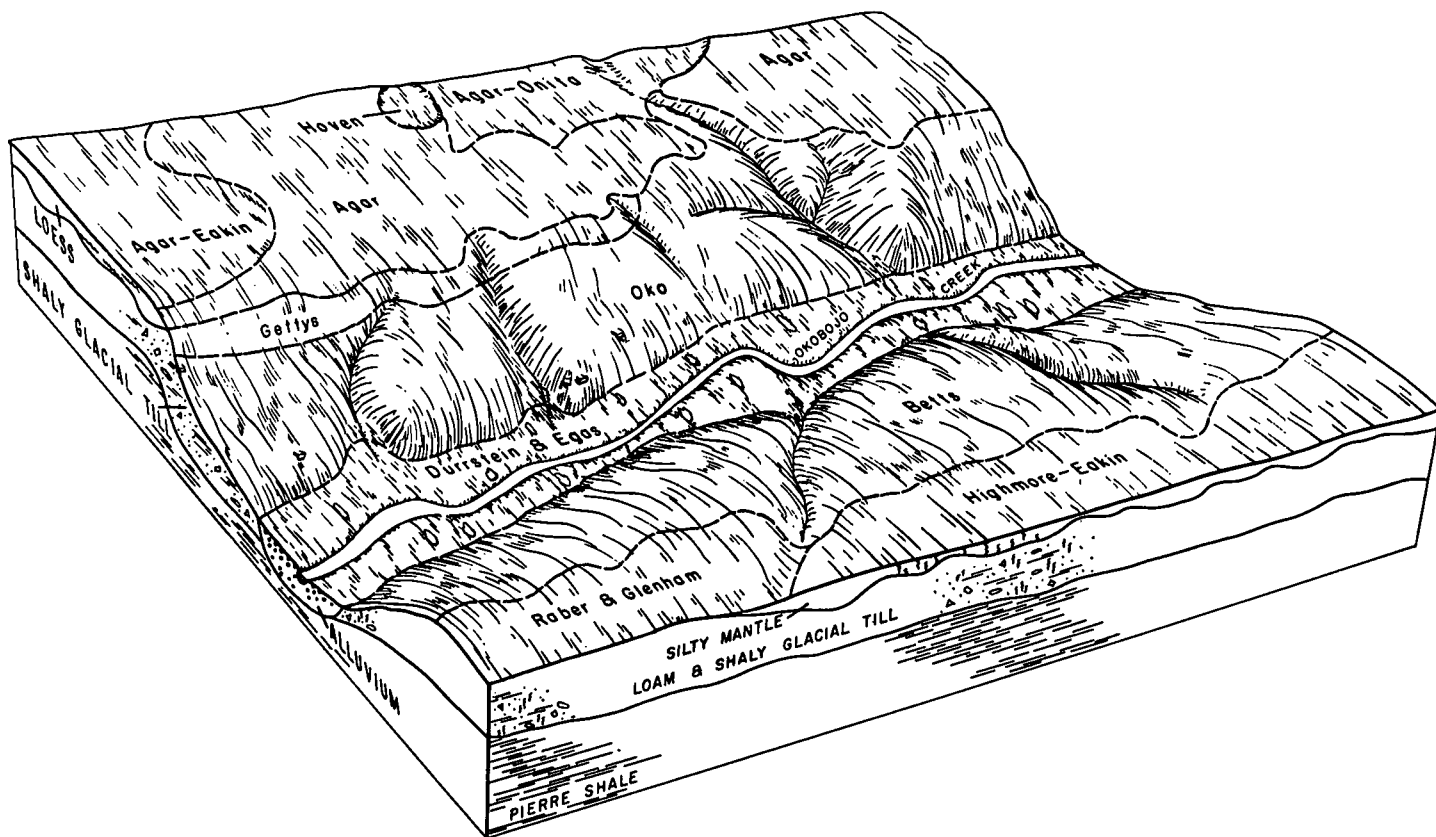 Agar
Agar-Onita
Hoven
Agar
Agar-Eakin
LOESS
SHALY GLACIAL TILL
Gettys
Oko
OKOBOJO CREEK
Durrstein & Egas
Betts
Highmore-Eakin
Raber & Glenham
SILTY MANTLE
LOAM & SHALY GLACIAL TILL
ALLUVIUM
PIERRE SHALE